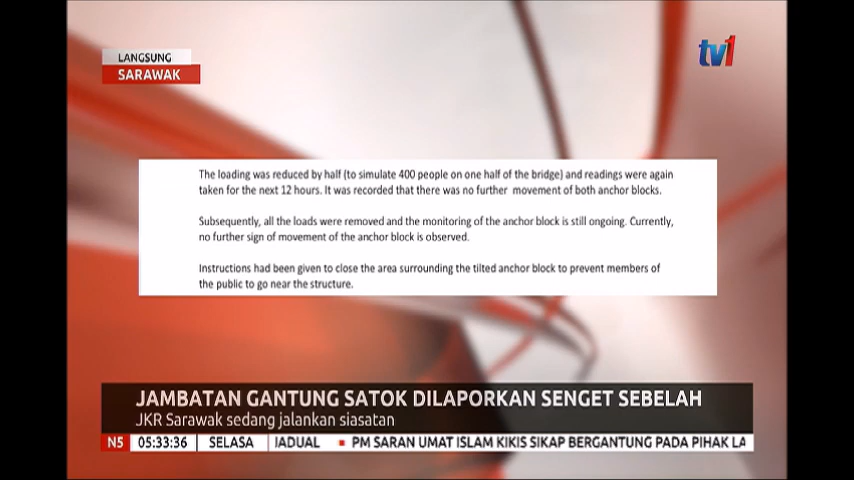 LANGSUNG
SARAWAK
tv1
The loading was reduced by half (to simulate 400 people on one half of the bridge) and readings were again
taken for the next 12 hours. It was recorded that there was no further movement of both anchor blocks.
Subsequently, all the loads were removed and the monitoring of the anchor block is still ongoing. Currently,
no further sign of movement of the anchor block is observed.
Instructions had been given to close the area surrounding the tilted anchor block to prevent members of
the public to go near the structure.
JAMBATAN GANTUNG SATOK DILAPORKAN SENGET SEBELAH
JKR Sarawak sedang jalankan siasatan
N5 05:33:36 SELASA JADUAL ▪ PM SARAN UMAT ISLAM KIKIS SIKAP BERGANTUNG PADA PIHAK LA